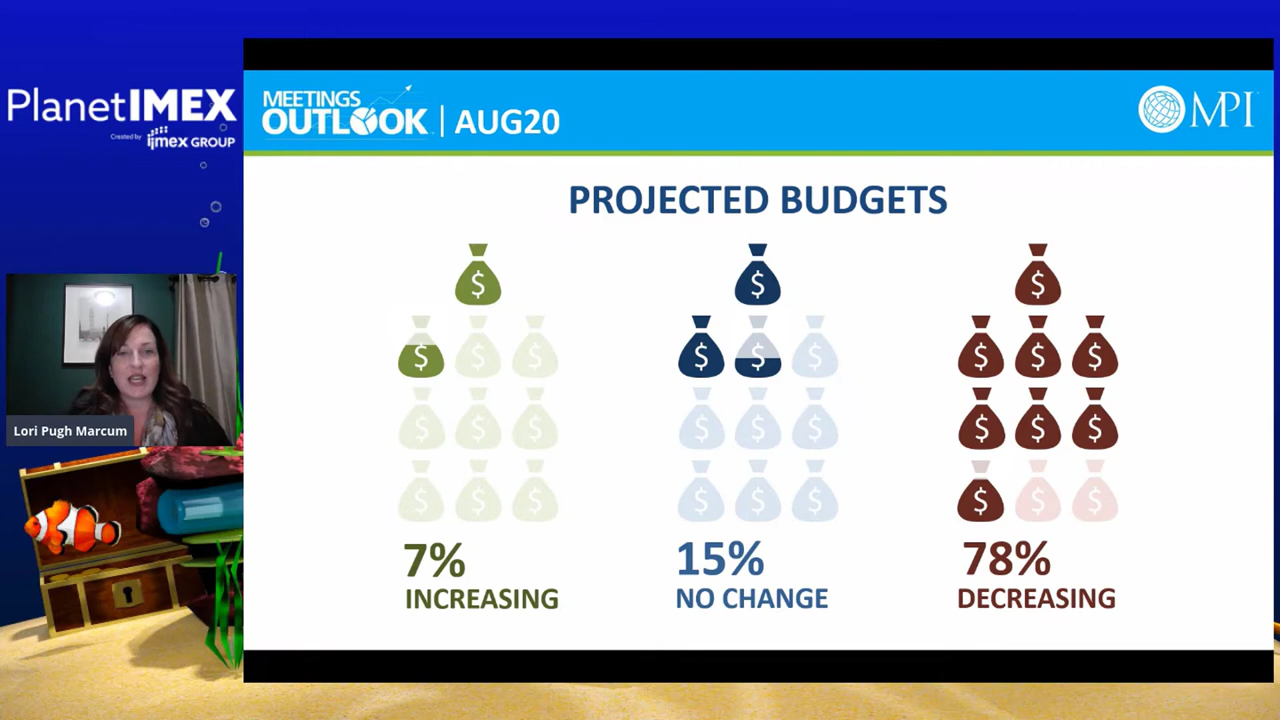 PlanetIMEX
Created by
imex GROUP
MEETINGS
OUTLOOK | AUG20
MPI
PROJECTED BUDGETS
$
$ $ $
$ $ $
$ $ $
7%
INCREASING
$
$ $ $
$ $ $
$ $ $
15%
NO CHANGE
$
$ $ $
$ $ $
$ $ $
78%
DECREASING
Lori Pugh Marcum